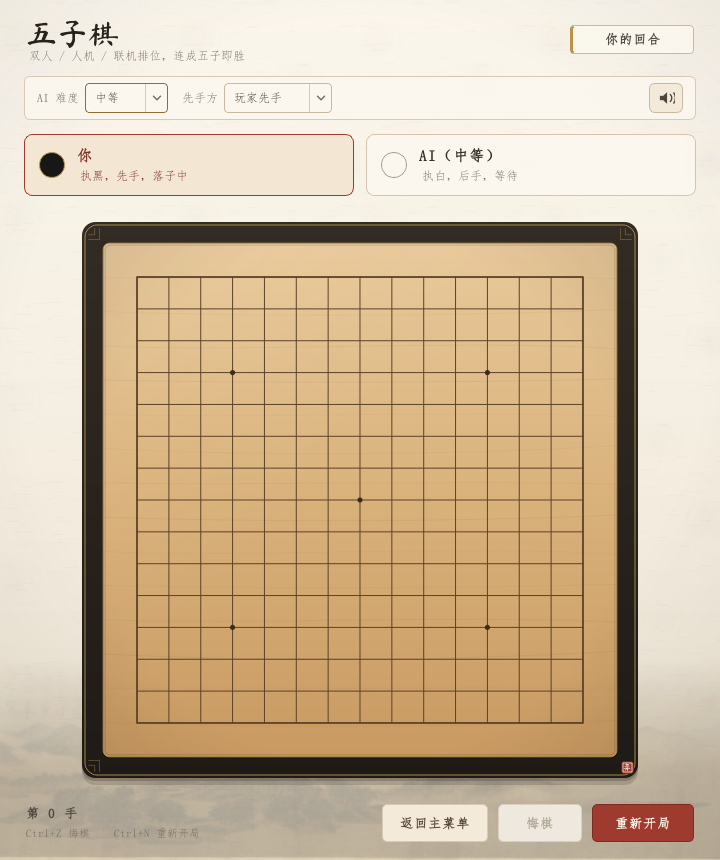 五子棋
双人 / 人机 / 联机排位, 连成五子即胜
你的回合
AI 难度 中等 先手方 玩家先手
你
执黑, 先手, 落子中
AI (中等)
执白, 后手, 等待
第 0 手
Ctrl+Z 悔棋 Ctrl+N 重新开局
返回主菜单
悔棋
重新开局